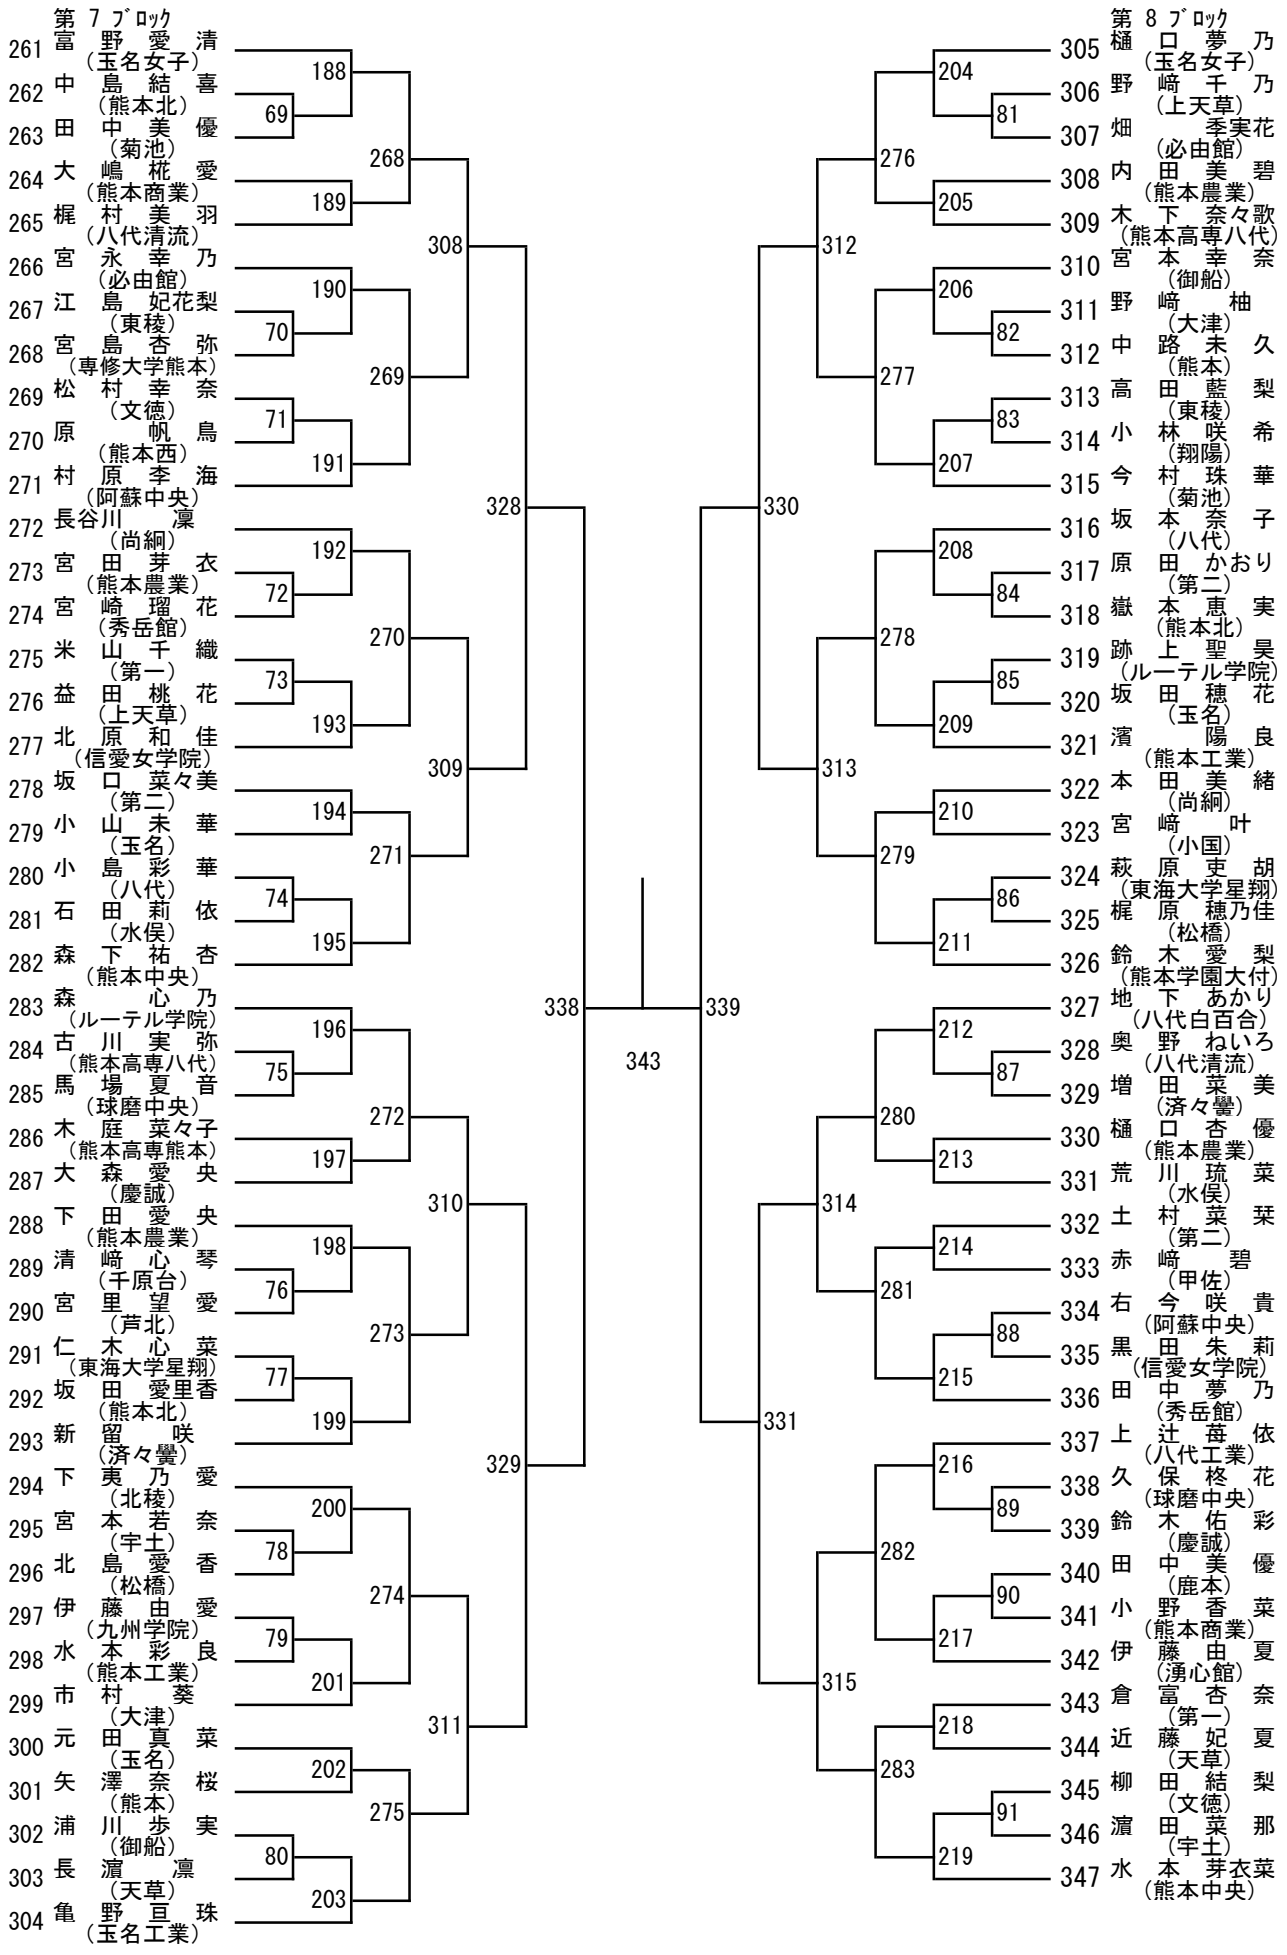 第 7 ブロック
261 富野愛清
(玉名女子)
188
262 中島結喜
(熊本北)
69
263 田中美優
(菊池)
268
264 大嶋椛愛
(熊本商業)
189
265 梶村美羽
(八代清流)
308
266 宮永幸乃
(必由館)
190
267 江島妃花梨
(東稜)
70
268 宮島杏弥
(専修大学熊本)
269
269 松村幸奈
(文徳)
71
270 原帆鳥
(熊本西)
191
271 村原李海
(阿蘇中央)
328
272 長谷川凛
(尚絅)
192
273 宮田芽衣
(熊本農業)
72
274 宮崎瑠花
(秀岳館)
270
275 米山千織
(第一)
73
276 益田桃花
(上天草)
193
277 北原和佳
(信愛女学院)
309
278 坂口菜々美
(第二)
194
279 小山未華
(玉名)
271
280 小島彩華
(八代)
74
281 石田莉依
(水俣)
195
282 森下祐杏
(熊本中央)
338
283 森心乃
(ルーテル学院)
196
284 古川実弥
(熊本高専八代)
75
285 馬場夏音
(球磨中央)
272
286 木庭菜々子
(熊本高専熊本)
197
287 大森愛央
(慶誠)
310
288 下田愛央
(熊本農業)
198
289 清﨑心琴
(千原台)
76
290 宮里望愛
(芦北)
273
291 仁木心菜
(東海大学星翔)
77
292 坂田愛里香
(熊本北)
199
293 新留咲
(済々黌)
329
294 下夷乃愛
(北稜)
200
295 宮本若奈
(宇土)
78
296 北島愛香
(松橋)
274
297 伊藤由愛
(九州学院)
79
298 水本彩良
(熊本工業)
201
299 市村葵
(大津)
311
300 元田真菜
(玉名)
202
301 矢澤奈桜
(熊本)
275
302 浦川歩実
(御船)
80
303 長濵凛
(天草)
203
304 亀野亘珠
(玉名工業)
343
第 8 ブロック
305 樋口夢乃
(玉名女子)
204
306 野﨑千乃
(上天草)
81
307 畑季実花
(必由館)
276
308 内田美碧
(熊本農業)
205
309 木下奈々歌
(熊本高専八代)
312
310 宮本幸奈
(御船)
206
311 野﨑柚
(大津)
82
312 中路未久
(熊本)
277
313 高田藍梨
(東稜)
83
314 小林咲希
(翔陽)
207
315 今村珠華
(菊池)
330
316 坂本奈子
(八代)
208
317 原田かおり
(第二)
84
318 嶽本恵実
(熊本北)
278
319 跡上聖昊
(ルーテル学院)
85
320 坂田穂花
(玉名)
209
321 濱陽良
(熊本工業)
313
322 本田美緒
(尚絅)
210
323 宮﨑叶
(小国)
279
324 萩原吏胡
(東海大学星翔)
86
325 梶原穂乃佳
(松橋)
211
326 鈴木愛梨
(熊本学園大付)
339
327 地下あかり
(八代白百合)
212
328 奥野ねいろ
(八代清流)
87
329 増田菜美
(済々黌)
280
330 樋口杏優
(熊本農業)
213
331 荒川琉菜
(水俣)
314
332 土村菜栞
(第二)
214
333 赤﨑碧
(甲佐)
281
334 右今咲貴
(阿蘇中央)
88
335 黒田朱莉
(信愛女学院)
215
336 田中夢乃
(秀岳館)
331
337 上辻苺依
(八代工業)
216
338 久保柊花
(球磨中央)
89
339 鈴木佑彩
(慶誠)
282
340 田中美優
(鹿本)
90
341 小野香菜
(熊本商業)
217
342 伊藤由夏
(湧心館)
315
343 倉富杏奈
(第一)
218
344 近藤妃夏
(天草)
283
345 柳田結梨
(文徳)
91
346 濵田菜那
(宇土)
219
347 水本芽衣菜
(熊本中央)